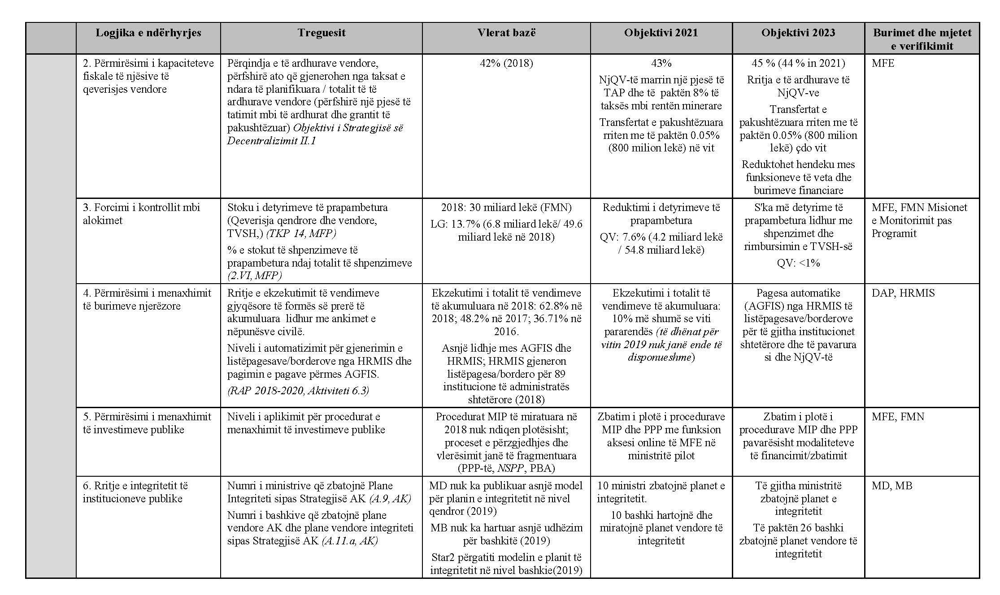 Logjika e ndërhyrjes
Treguesit
Vlerat bazë
Objektivi 2021
Objektivi 2023
Burimet dhe mjetet
e verifikimit
2. Përmirësimi i kapaciteteve
fiskale të njësive të
qeverisjes vendore
Përqindja e të ardhurave vendore,
përfshirë ato që gjenerohen nga taksat e
ndara të planifikuara / totalit të të
ardhurave vendore (përfshirë një pjesë të
tatimit mbi të ardhurat dhe grantit të
pakushtëzuar) Objektivi i Strategjisë së
Decentralizimit II.1
42% (2018)
43%
NjQV-të marrin një pjesë të
TAP dhe të  paktën 8% të
taksës mbi rentën minerare
Transfertat e pakushtëzuara
rriten me të paktën 0.05%
(800 milion lekë) në vit
45 % (44 % in 2021)
Rritja e të ardhurave të
NjQV-ve
Transfertat e
pakushtëzuara rriten me të
paktën 0.05% (800 milion
lekë) çdo vit
Reduktohet hendeku mes
funksioneve të veta dhe
burimeve financiare
MFE
3. Forcimi i kontrollit mbi
alokimet
Stoku i detyrimeve të prapambetura
(Qeverisja qendrore dhe vendore,
TVSH,) (TKP 14, MFP)
% e stokut të shpenzimeve të
prapambetura ndaj totalit të shpenzimeve
(2.VI, MFP)
2018: 30 miliard lekë (FMN)
LG: 13.7% (6.8 miliard lekë/ 49.6
miliard lekë në 2018)
Reduktimi i detyrimeve të
prapambetura
QV: 7.6% (4.2 miliard lekë
/ 54.8 miliard lekë)
S'ka më detyrime të
prapambetura lidhur me
shpenzimet dhe
rimbursimin e TVSH-së
QV: <1%
MFE, FMN Misionet
e Monitorimit pas
Programit
4. Përmirësimi i menaxhimit
të burimeve njerëzore
Rritje e ekzekutimit të vendimeve
gjyqësore të formës së prerë të
akumuluara  lidhur me ankimet e
nëpunësve civilë.
Niveli i automatizimit për gjenerimin e
listëpagesave/borderove nga HRMIS dhe
pagimin e pagave përmes AGFIS.
(RAP 2018-2020, Aktiviteti 6.3)
Ekzekutimi i totalit të vendimeve
të akumuluara në 2018: 62.8% në
2018; 48.2% në 2017; 36.71% në
2016.
Asnjë lidhje mes AGFIS dhe
HRMIS; HRMIS gjeneron
listëpagesa/bordero për 89
institucione të administratës
shtetërore (2018)
Ekzekutimi i totalit të
vendimeve të akumuluara:
10% më shumë se viti
pararendës (të dhënat për
vitin 2019 nuk janë ende të
disponueshme)
Pagesa automatike
(AGFIS) nga HRMIS të
listëpagesave/borderove
për të gjitha institucionet
shtetërore dhe të pavarura
si dhe NjQV-të
DAP, HRMIS
5. Përmirësimi i menaxhimit
të investimeve publike
Niveli i aplikimit për procedurat e
menaxhimit të investimeve publike
Procedurat MIP të miratuara në
2018 nuk ndiqen plotësisht;
proceset e përzgjedhjes dhe
vlerësimit janë të fragmentuara
(PPP-të, NSPP, PBA)
Zbatim i plotë i procedurave
MIP dhe PPP me funksion
aksesi online të MFE në
ministritë pilot
Zbatim i plotë i
procedurave MIP dhe PPP
pavarësisht modaliteteve
të financimit/zbatimit
MFE, FMN
6. Rritje e integritetit të
institucioneve publike
Numri i ministrive që zbatojnë Plane
Integriteti sipas Strategjisë AK (A.9, AK)
Numri i bashkive që zbatojnë plane
vendore AK dhe plane vendore integriteti
sipas Strategjisë AK (A.11.a, AK)
MD nuk ka publikuar asnjë model
për planin e integritetit në nivel
qendror (2019)
MB nuk ka hartuar asnjë udhëzim
për bashkitë (2019)
Star2 përgatiti modelin e planit të
integritetit në nivel bashkie(2019)
10 ministri zbatojnë planet e
integritetit.
10 bashki hartojnë dhe
miratojnë planet vendore të
integritetit
Të gjitha ministritë
zbatojnë planet e
integritetit
Të paktën 26 bashki
zbatojnë planet vendore të
integritetit
MD, MB